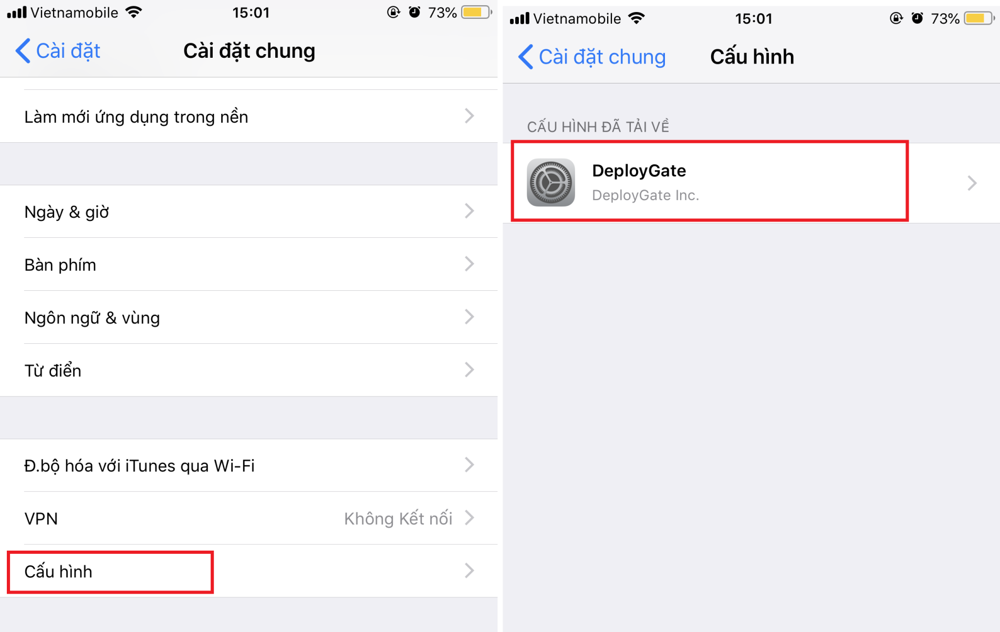 Vietnamobile 15:01 73%
Cài đặt Cài đặt chung
Làm mới ứng dụng trong nền
Ngày & giờ
Bàn phím
Ngôn ngữ & vùng
Từ điển
Đ.bộ hóa với iTunes qua Wi-Fi
VPN Không Kết nối
Cấu hình
Vietnamobile 15:01 73%
Cài đặt chung Cấu hình
CẤU HÌNH ĐÃ TẢI VỀ
DeployGate
DeployGate Inc.